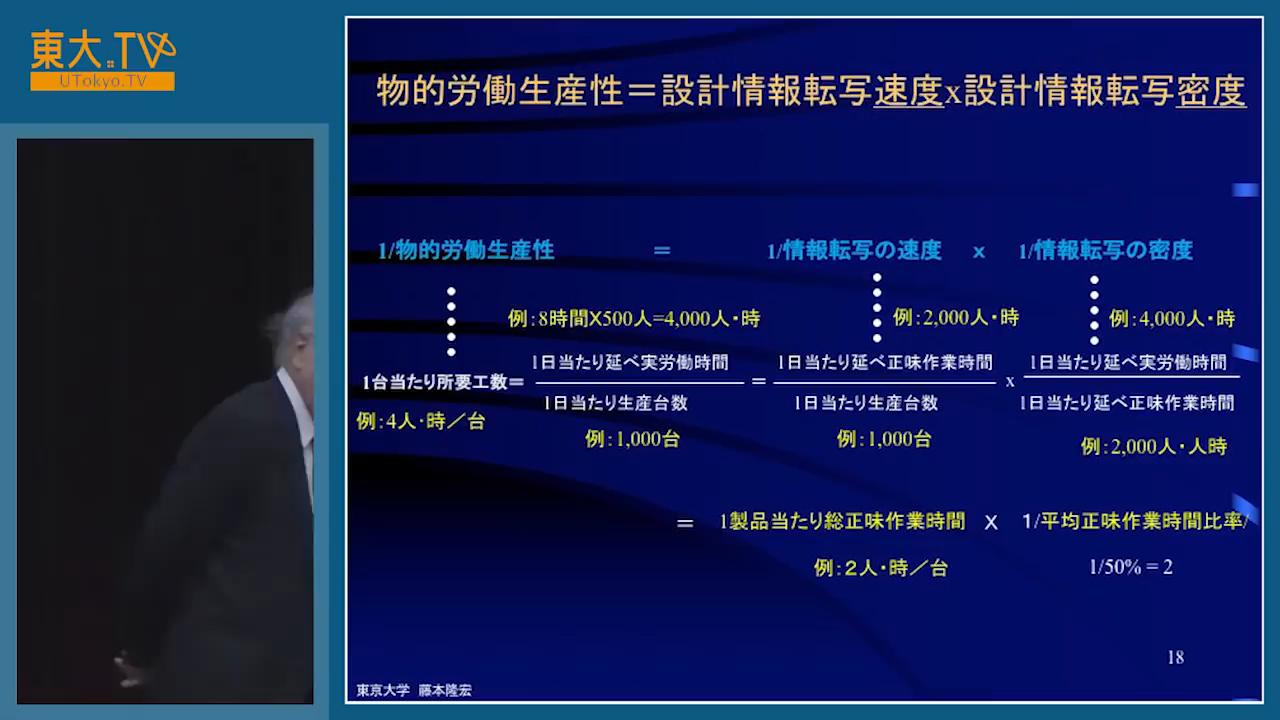 東大.TV
UTokyo.TV
物的労働生産性＝設計情報転写速度x設計情報転写密度
1/物的労働生産性 ＝ 1/情報転写の速度 x 1/情報転写の密度
例：8時間X500人=4,000人・時 例：2,000人・時 例：4,000人・時
1日当たり延べ実労働時間 1日当たり延べ正味作業時間 1日当たり延べ実労働時間
1台当たり所要工数＝ ＝ x
1日当たり生産台数 1日当たり生産台数 1日当たり延べ正味作業時間
例：4人・時／台
例：1,000台 例：1,000台 例：2,000人・人時
＝ 1製品当たり総正味作業時間 X 1/平均正味作業時間比率/
例：２人・時／台 1/50% = 2
18
東京大学 藤本隆宏